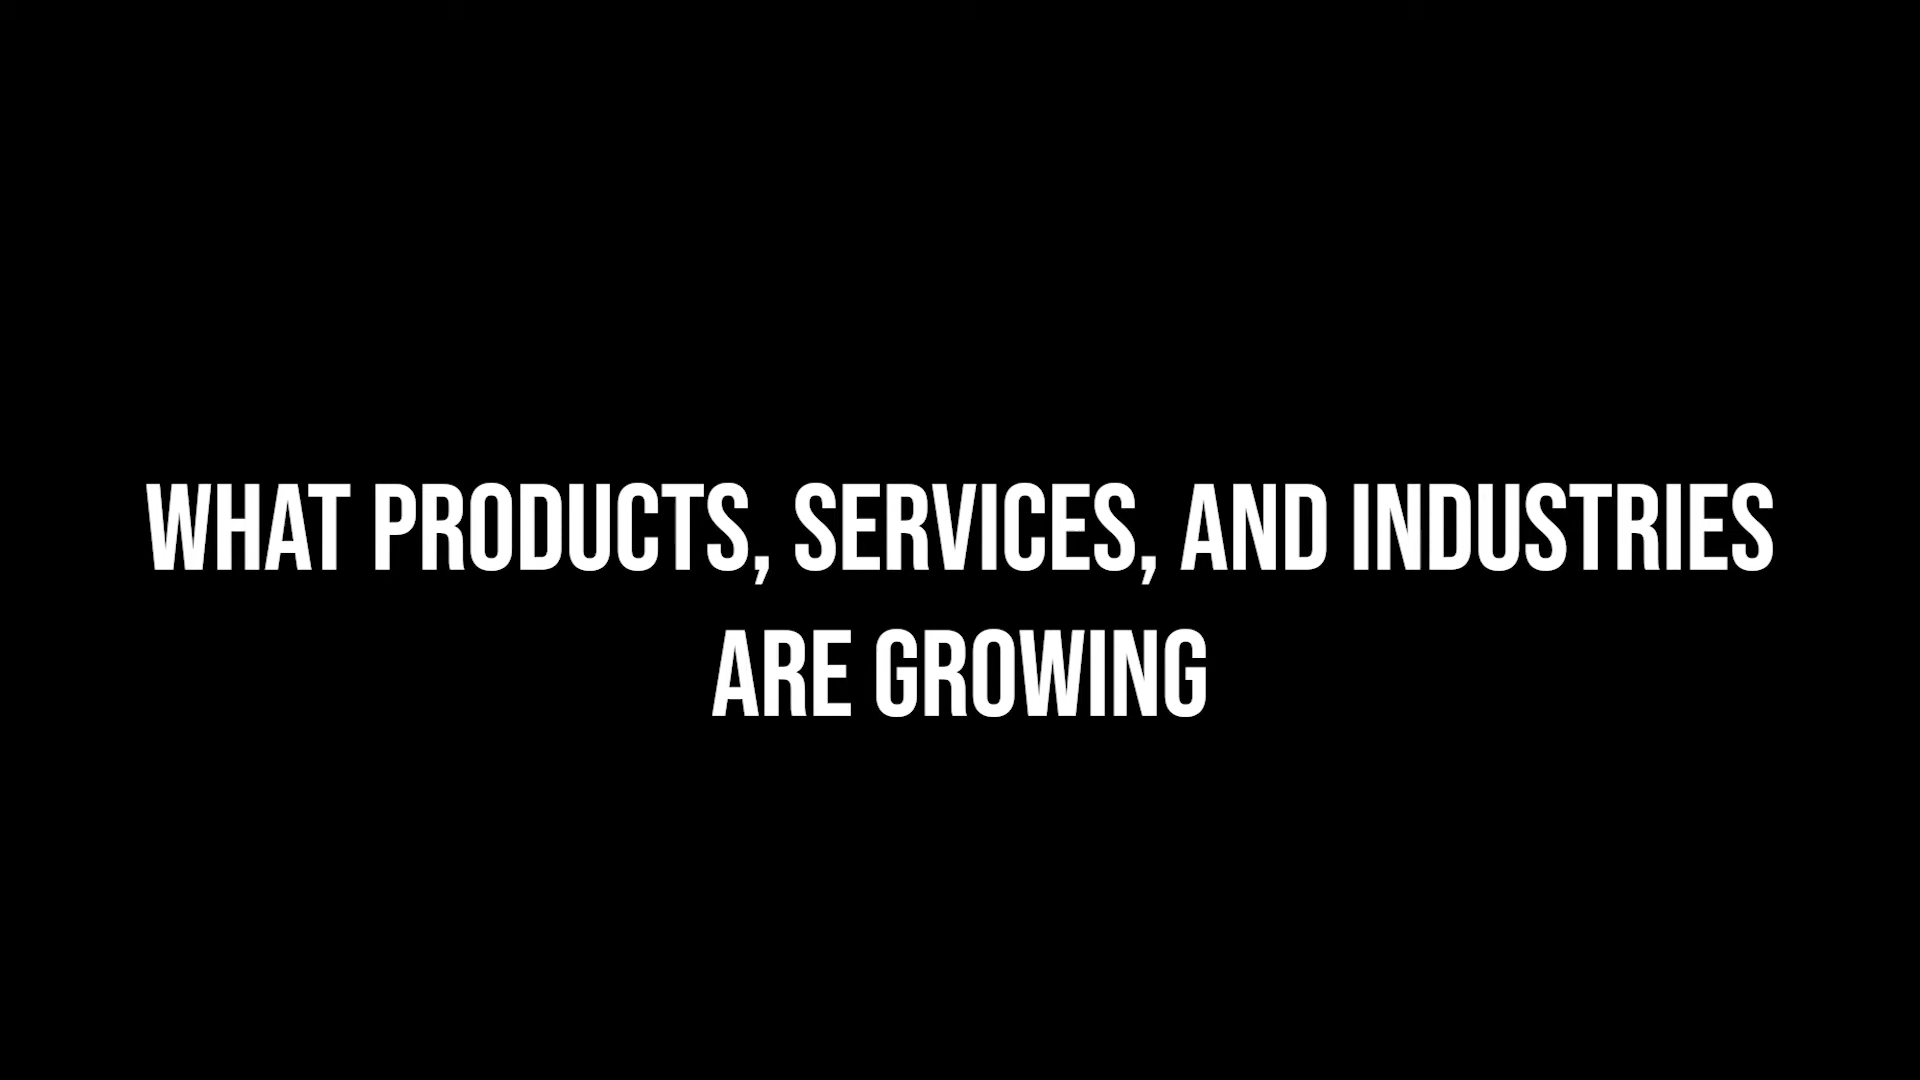 WHAT PRODUCTS, SERVICES, AND INDUSTRIES
ARE GROWING